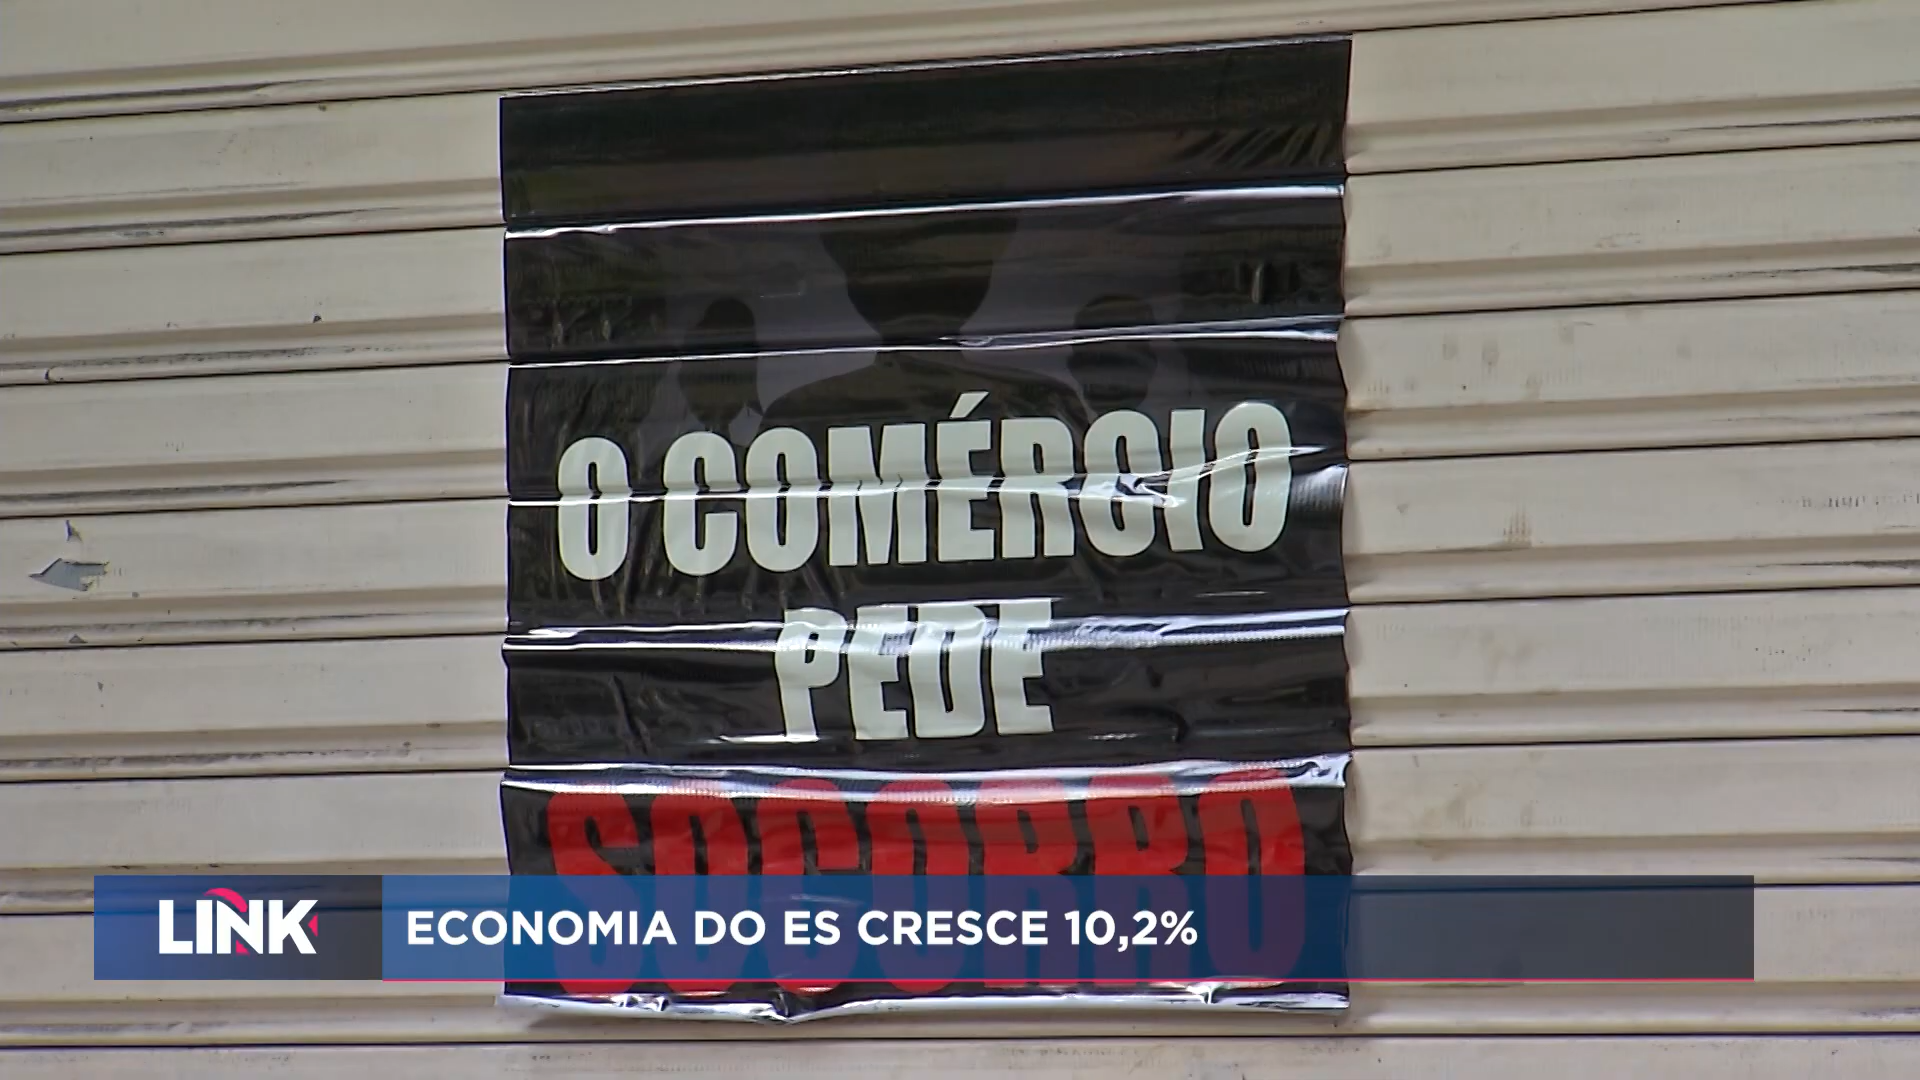 O COMÉRCIO
PEDE
SOCORRO
LINK
ECONOMIA DO ES CRESCE 10,2%